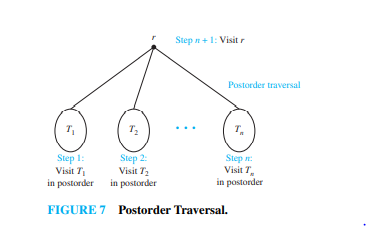 r
Step n + 1: Visit r
Postorder traversal
T1
T2
...
Tn
Step 1:
Visit T1
in postorder
Step 2:
Visit T2
in postorder
Step n:
Visit Tn
in postorder
FIGURE 7 Postorder Traversal.